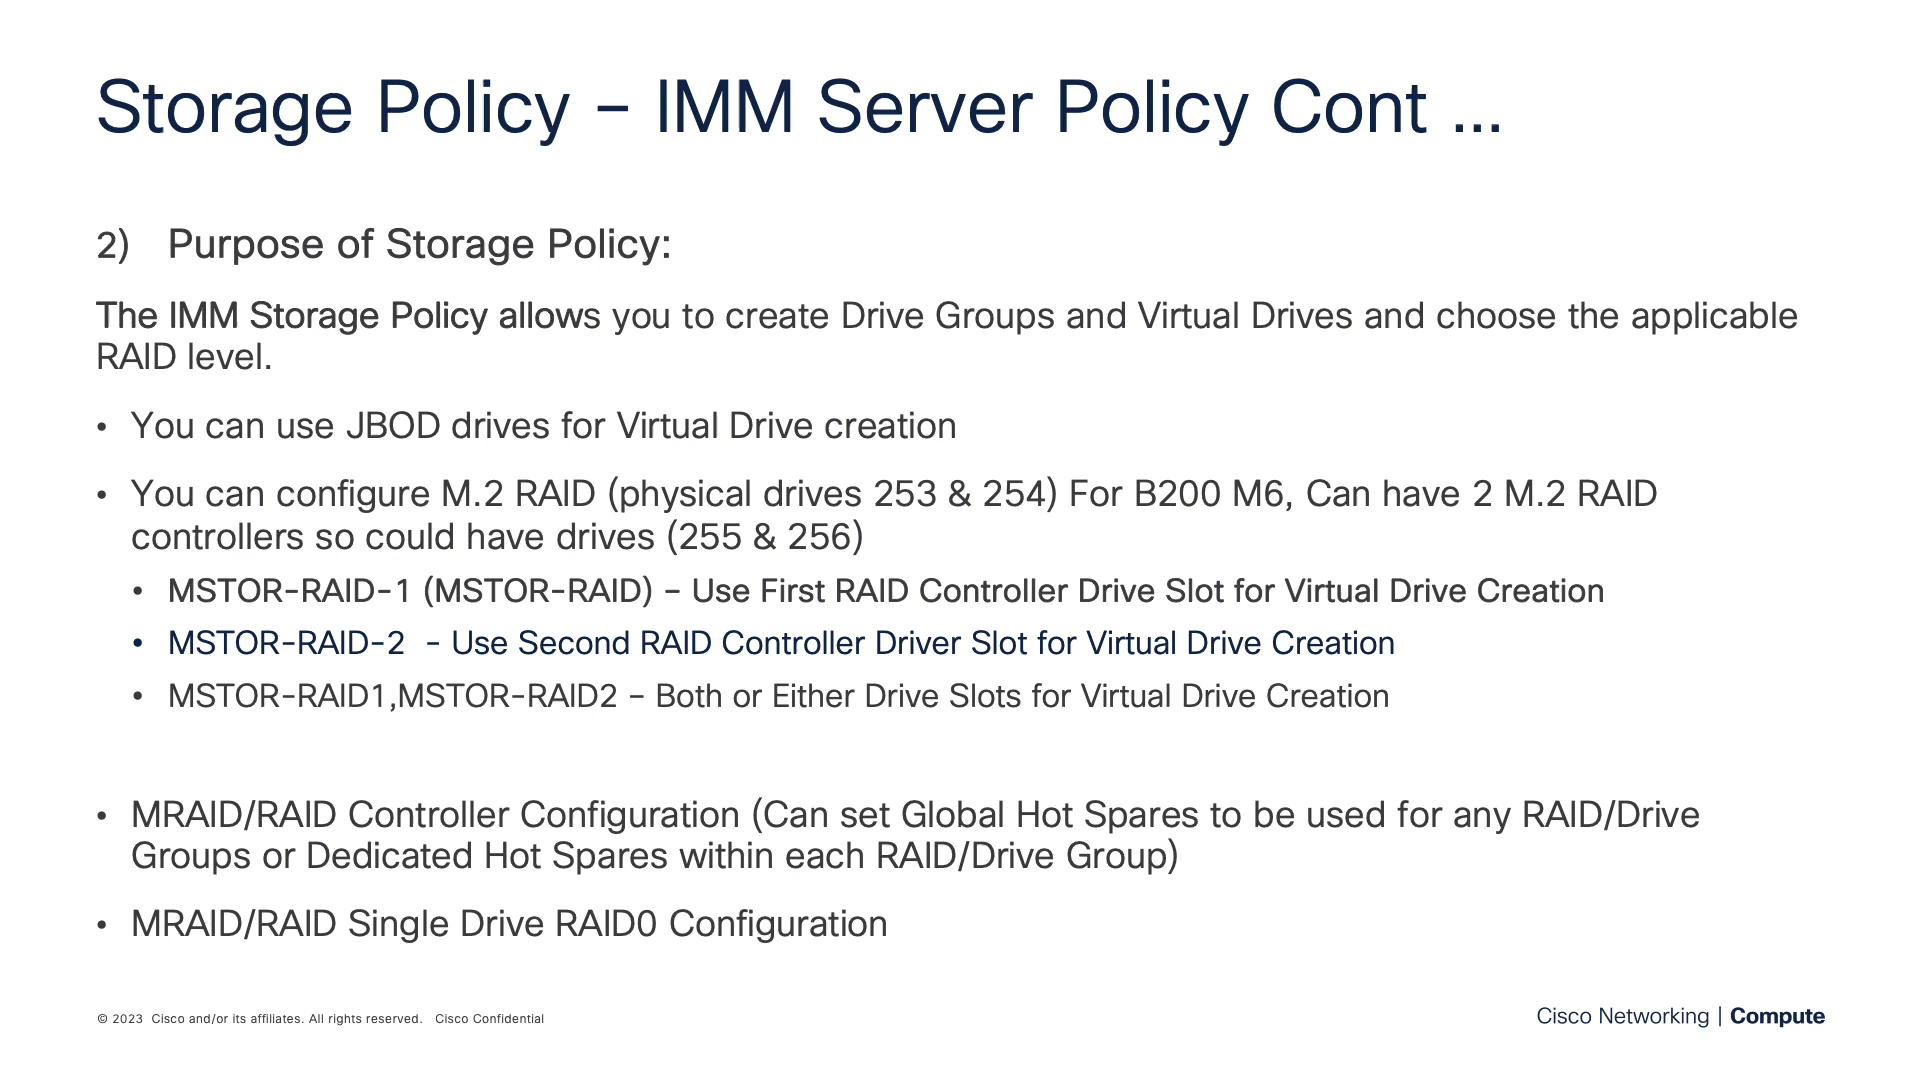 Storage Policy – IMM Server Policy Cont ...
2) Purpose of Storage Policy:
The IMM Storage Policy allows you to create Drive Groups and Virtual Drives and choose the applicable
RAID level.
• You can use JBOD drives for Virtual Drive creation
• You can configure M.2 RAID (physical drives 253 & 254) For B200 M6, Can have 2 M.2 RAID
controllers so could have drives (255 & 256)
• MSTOR-RAID-1 (MSTOR-RAID) – Use First RAID Controller Drive Slot for Virtual Drive Creation
• MSTOR-RAID-2 - Use Second RAID Controller Driver Slot for Virtual Drive Creation
• MSTOR-RAID1,MSTOR-RAID2 – Both or Either Drive Slots for Virtual Drive Creation
• MRAID/RAID Controller Configuration (Can set Global Hot Spares to be used for any RAID/Drive
Groups or Dedicated Hot Spares within each RAID/Drive Group)
• MRAID/RAID Single Drive RAID0 Configuration
© 2023 Cisco and/or its affiliates. All rights reserved. Cisco Confidential
Cisco Networking | Compute